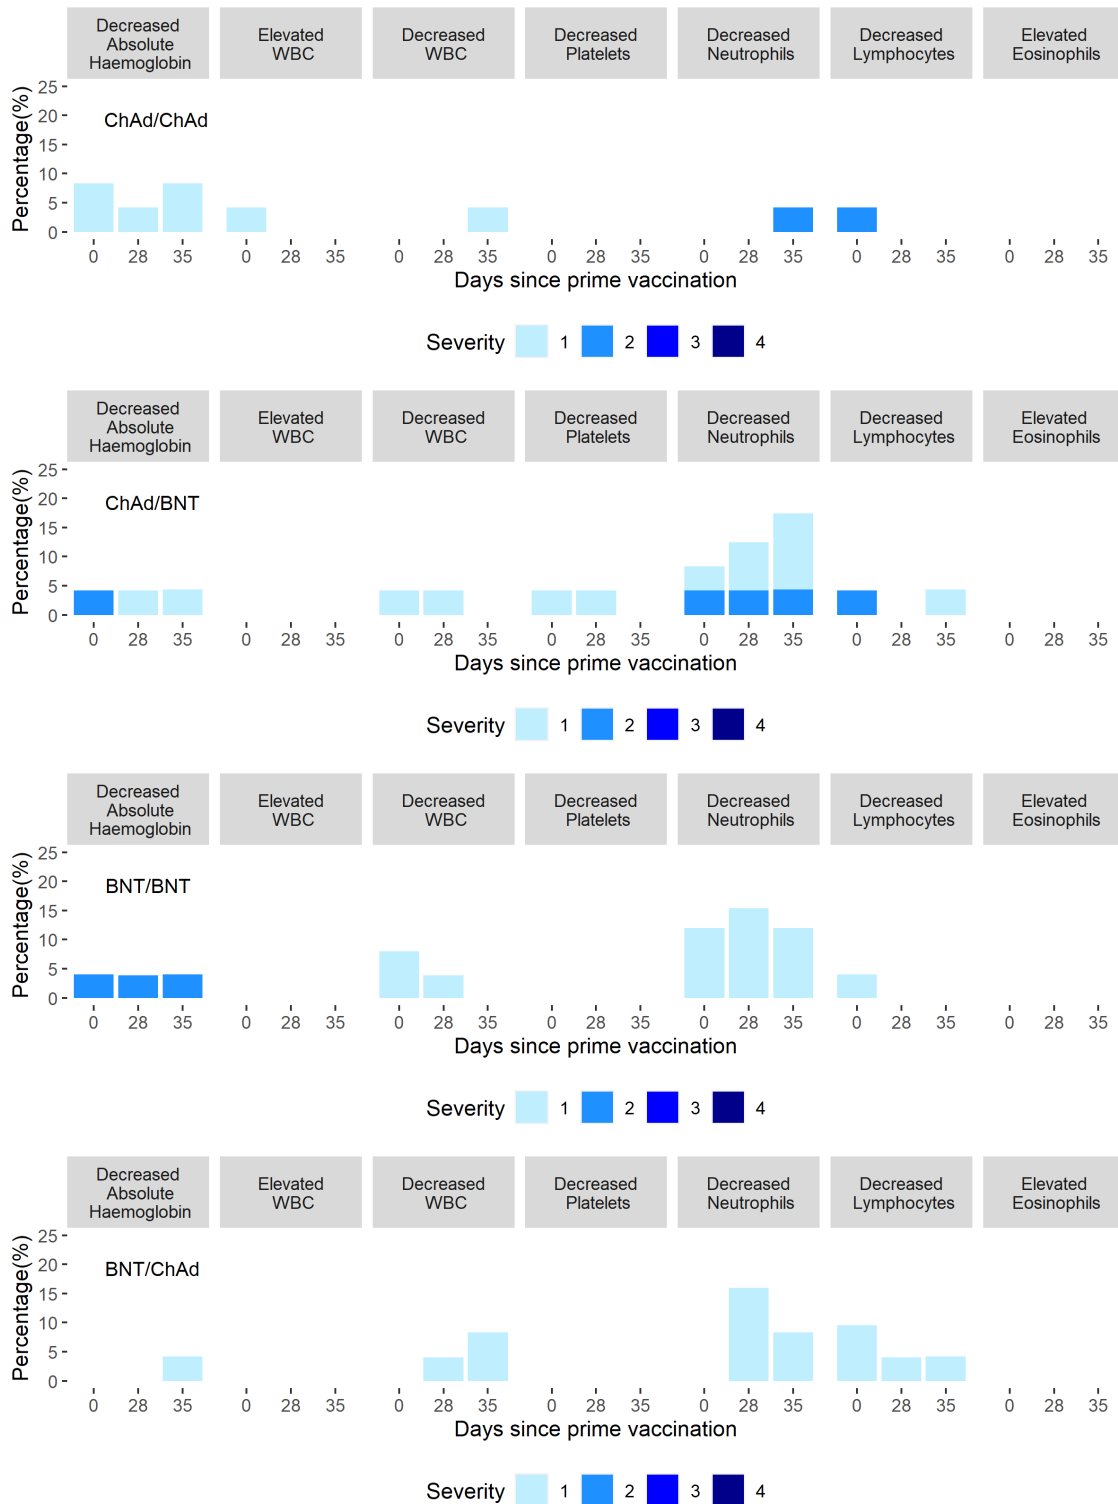 Decreased Absolute Haemoglobin
Elevated WBC
Decreased WBC
Decreased Platelets
Decreased Neutrophils
Decreased Lymphocytes
Elevated Eosinophils
Percentage(%)
25
20
15
10
5
0
ChAd/ChAd
0 28 35 0 28 35 0 28 35 0 28 35 0 28 35 0 28 35 0 28 35
Days since prime vaccination
Severity 1 2 3 4
Decreased Absolute Haemoglobin
Elevated WBC
Decreased WBC
Decreased Platelets
Decreased Neutrophils
Decreased Lymphocytes
Elevated Eosinophils
Percentage(%)
25
20
15
10
5
0
ChAd/BNT
0 28 35 0 28 35 0 28 35 0 28 35 0 28 35 0 28 35 0 28 35
Days since prime vaccination
Severity 1 2 3 4
Decreased Absolute Haemoglobin
Elevated WBC
Decreased WBC
Decreased Platelets
Decreased Neutrophils
Decreased Lymphocytes
Elevated Eosinophils
Percentage(%)
25
20
15
10
5
0
BNT/BNT
0 28 35 0 28 35 0 28 35 0 28 35 0 28 35 0 28 35 0 28 35
Days since prime vaccination
Severity 1 2 3 4
Decreased Absolute Haemoglobin
Elevated WBC
Decreased WBC
Decreased Platelets
Decreased Neutrophils
Decreased Lymphocytes
Elevated Eosinophils
Percentage(%)
25
20
15
10
5
0
BNT/ChAd
0 28 35 0 28 35 0 28 35 0 28 35 0 28 35 0 28 35 0 28 35
Days since prime vaccination
Severity 1 2 3 4